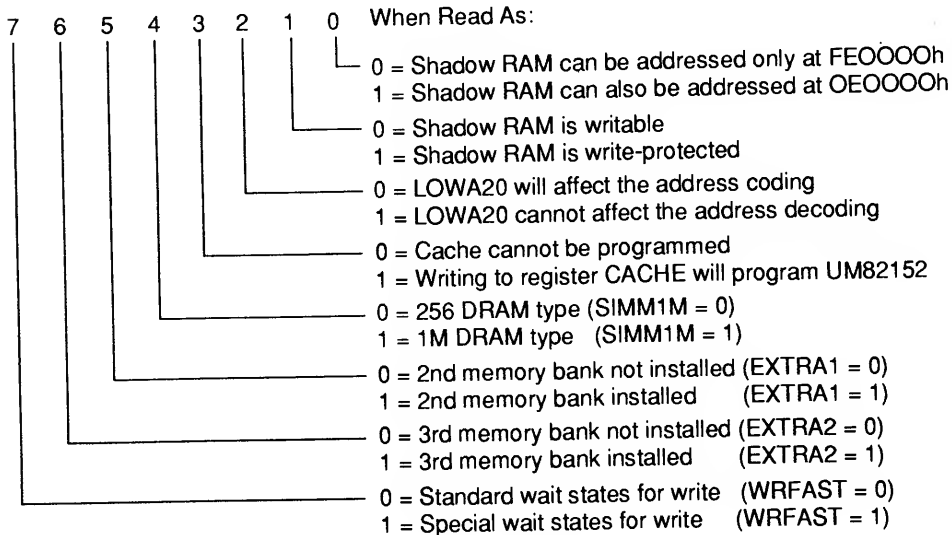 7 6 5 4 3 2 1 0 When Read As:
0 = Shadow RAM can be addressed only at FEOOOOh
1 = Shadow RAM can also be addressed at OEOOOOh
0 = Shadow RAM is writable
1 = Shadow RAM is write-protected
0 = LOWA20 will affect the address coding
1 = LOWA20 cannot affect the address decoding
0 = Cache cannot be programmed
1 = Writing to register CACHE will program UM82152
0 = 256 DRAM type (SIMM1M = 0)
1 = 1M DRAM type (SIMM1M = 1)
0 = 2nd memory bank not installed (EXTRA1 = 0)
1 = 2nd memory bank installed (EXTRA1 = 1)
0 = 3rd memory bank not installed (EXTRA2 = 0)
1 = 3rd memory bank installed (EXTRA2 = 1)
0 = Standard wait states for write (WRFAST = 0)
1 = Special wait states for write (WRFAST = 1)